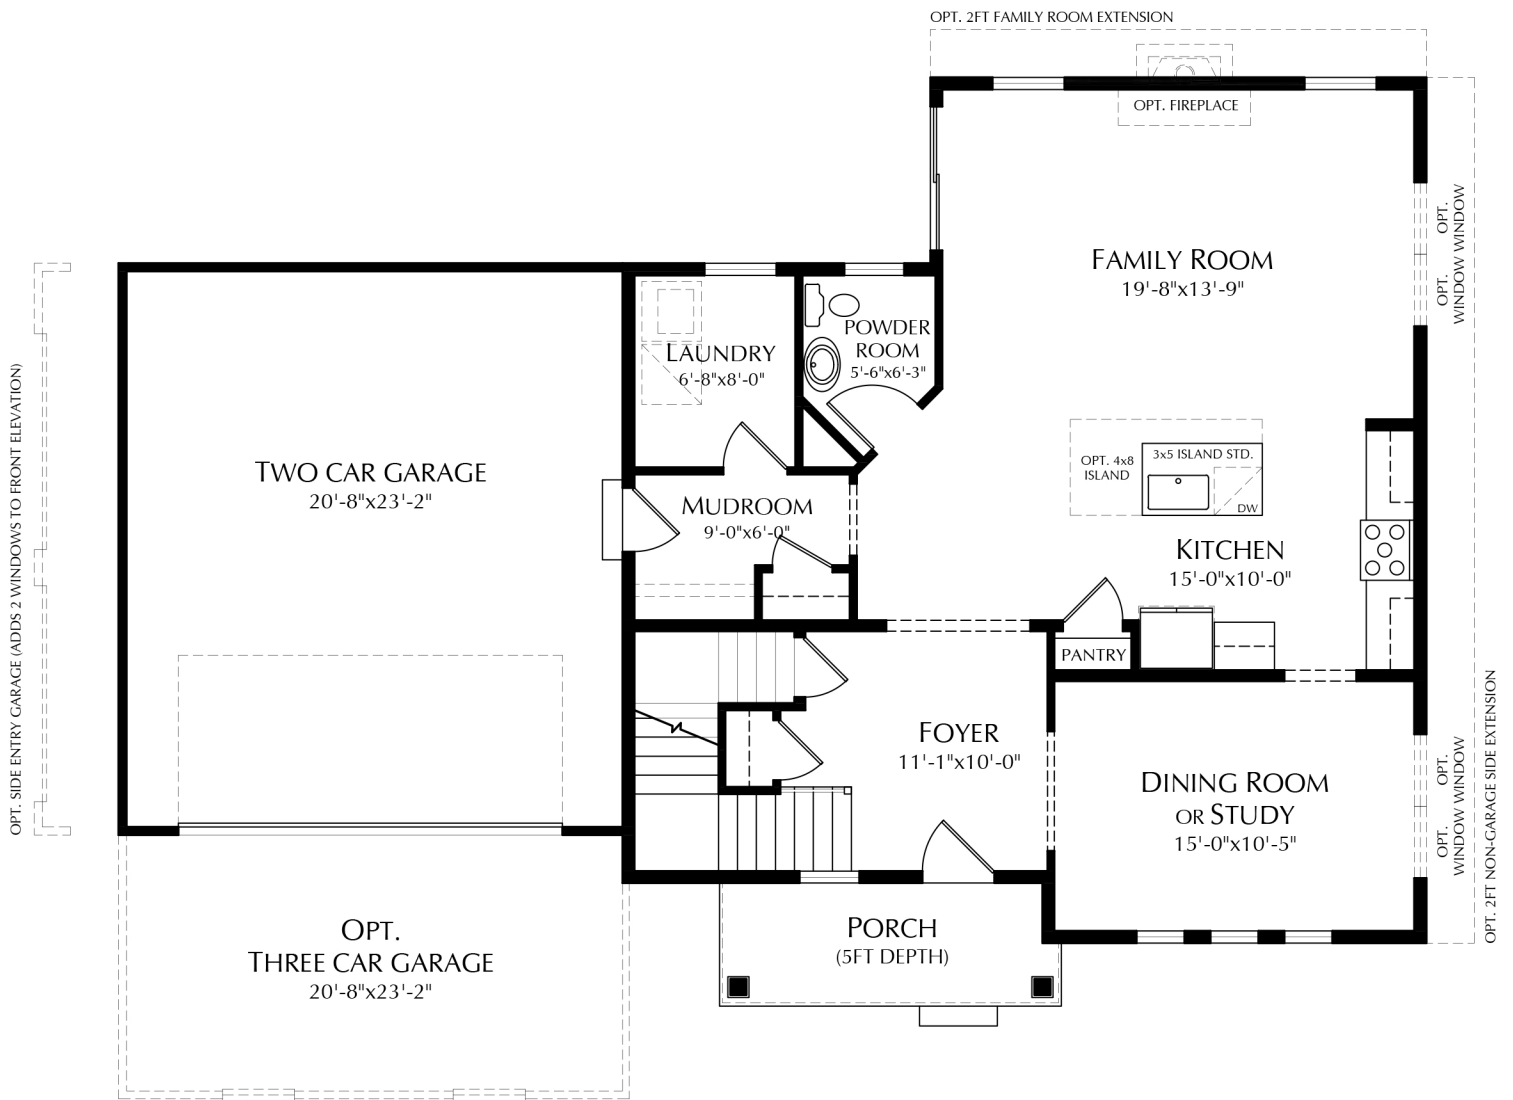 OPT. 2FT FAMILY ROOM EXTENSION
OPT. FIREPLACE
OPT.
WINDOW
OPT.
WINDOW
FAMILY ROOM
19'-8"x13'-9"
POWDER
ROOM
5'-6"x6'-3"
LAUNDRY
6'-8"x8'-0"
OPT. SIDE ENTRY GARAGE (ADDS 2 WINDOWS TO FRONT ELEVATION)
TWO CAR GARAGE
20'-8"x23'-2"
OPT. 4x8
ISLAND
3x5 ISLAND STD.
DW
MUDROOM
9'-0"x6'-0"
KITCHEN
15'-0"x10'-0"
PANTRY
FOYER
11'-1"x10'-0"
DINING ROOM
OR STUDY
15'-0"x10'-5"
OPT.
WINDOW
OPT.
WINDOW
OPT. 2FT NON-GARAGE SIDE EXTENSION
OPT.
THREE CAR GARAGE
20'-8"x23'-2"
PORCH
(5FT DEPTH)